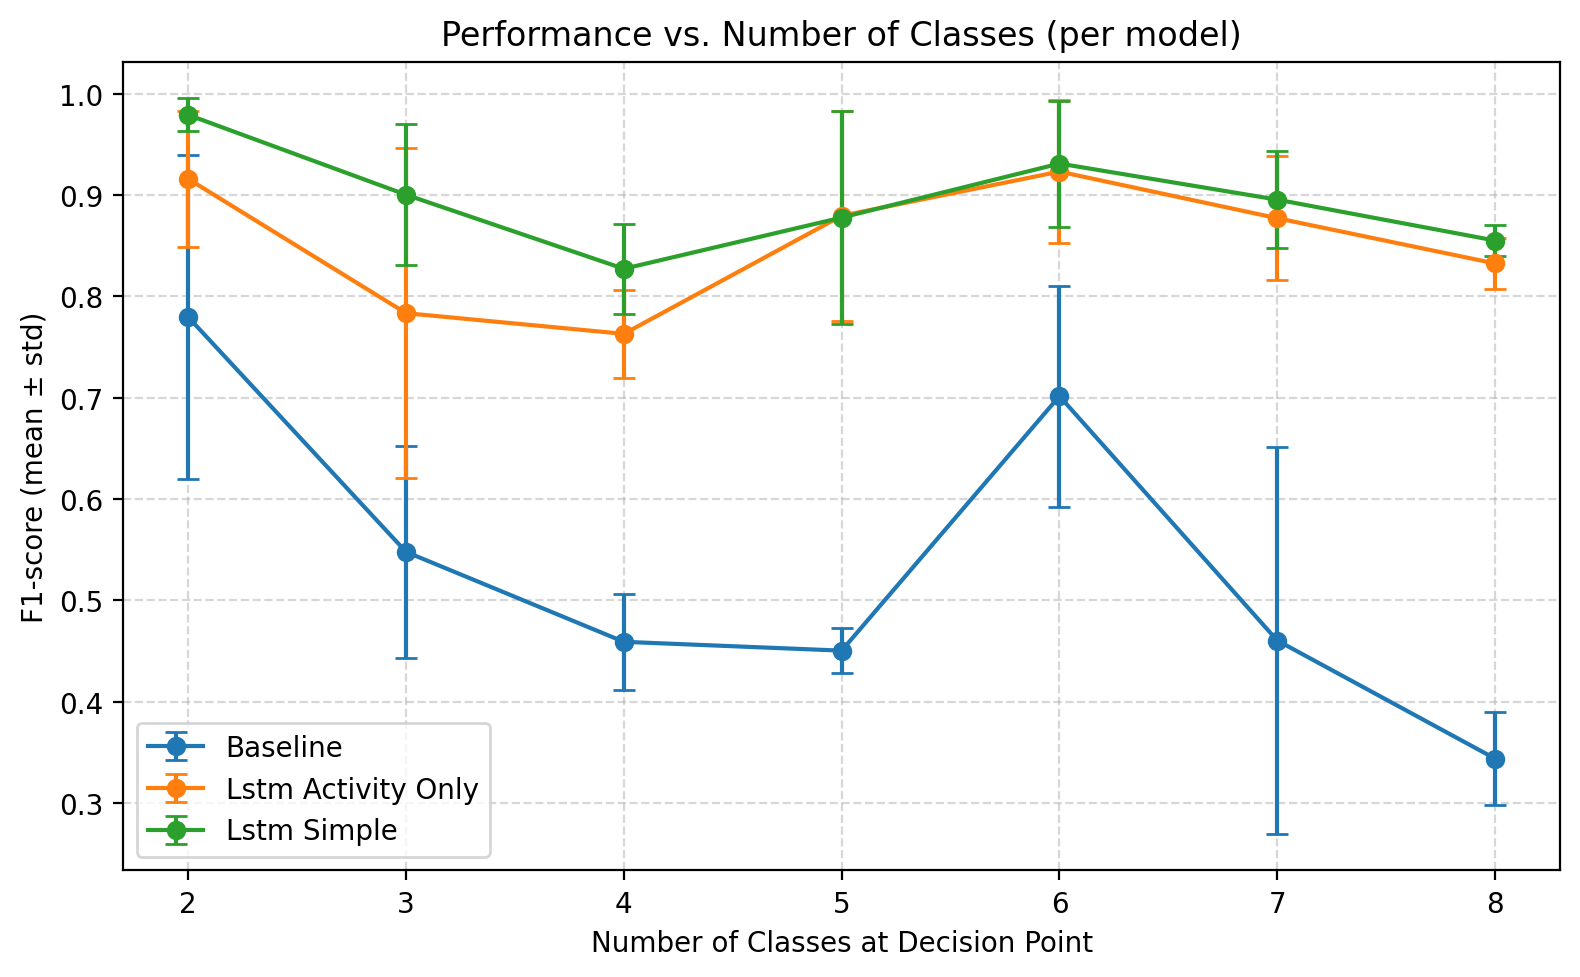 Performance vs. Number of Classes (per model)
F1-score (mean ± std)
1.0
0.9
0.8
0.7
0.6
0.5
0.4
0.3
Baseline
Lstm Activity Only
Lstm Simple
2 3 4 5 6 7 8
Number of Classes at Decision Point